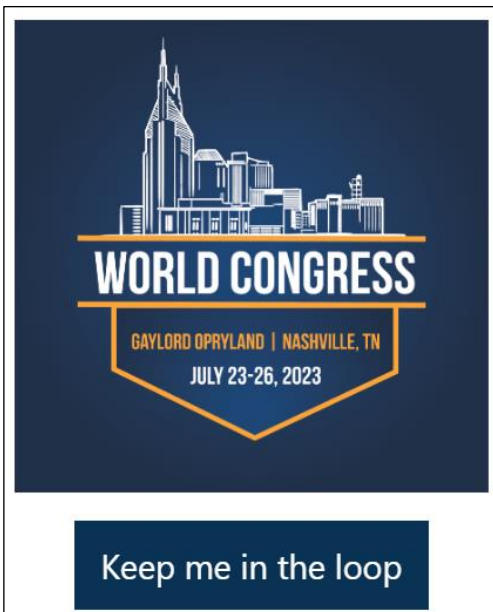 WORLD CONGRESS
GAYLORD OPRYLAND | NASHVILLE, TN
JULY 23-26, 2023
Keep me in the loop